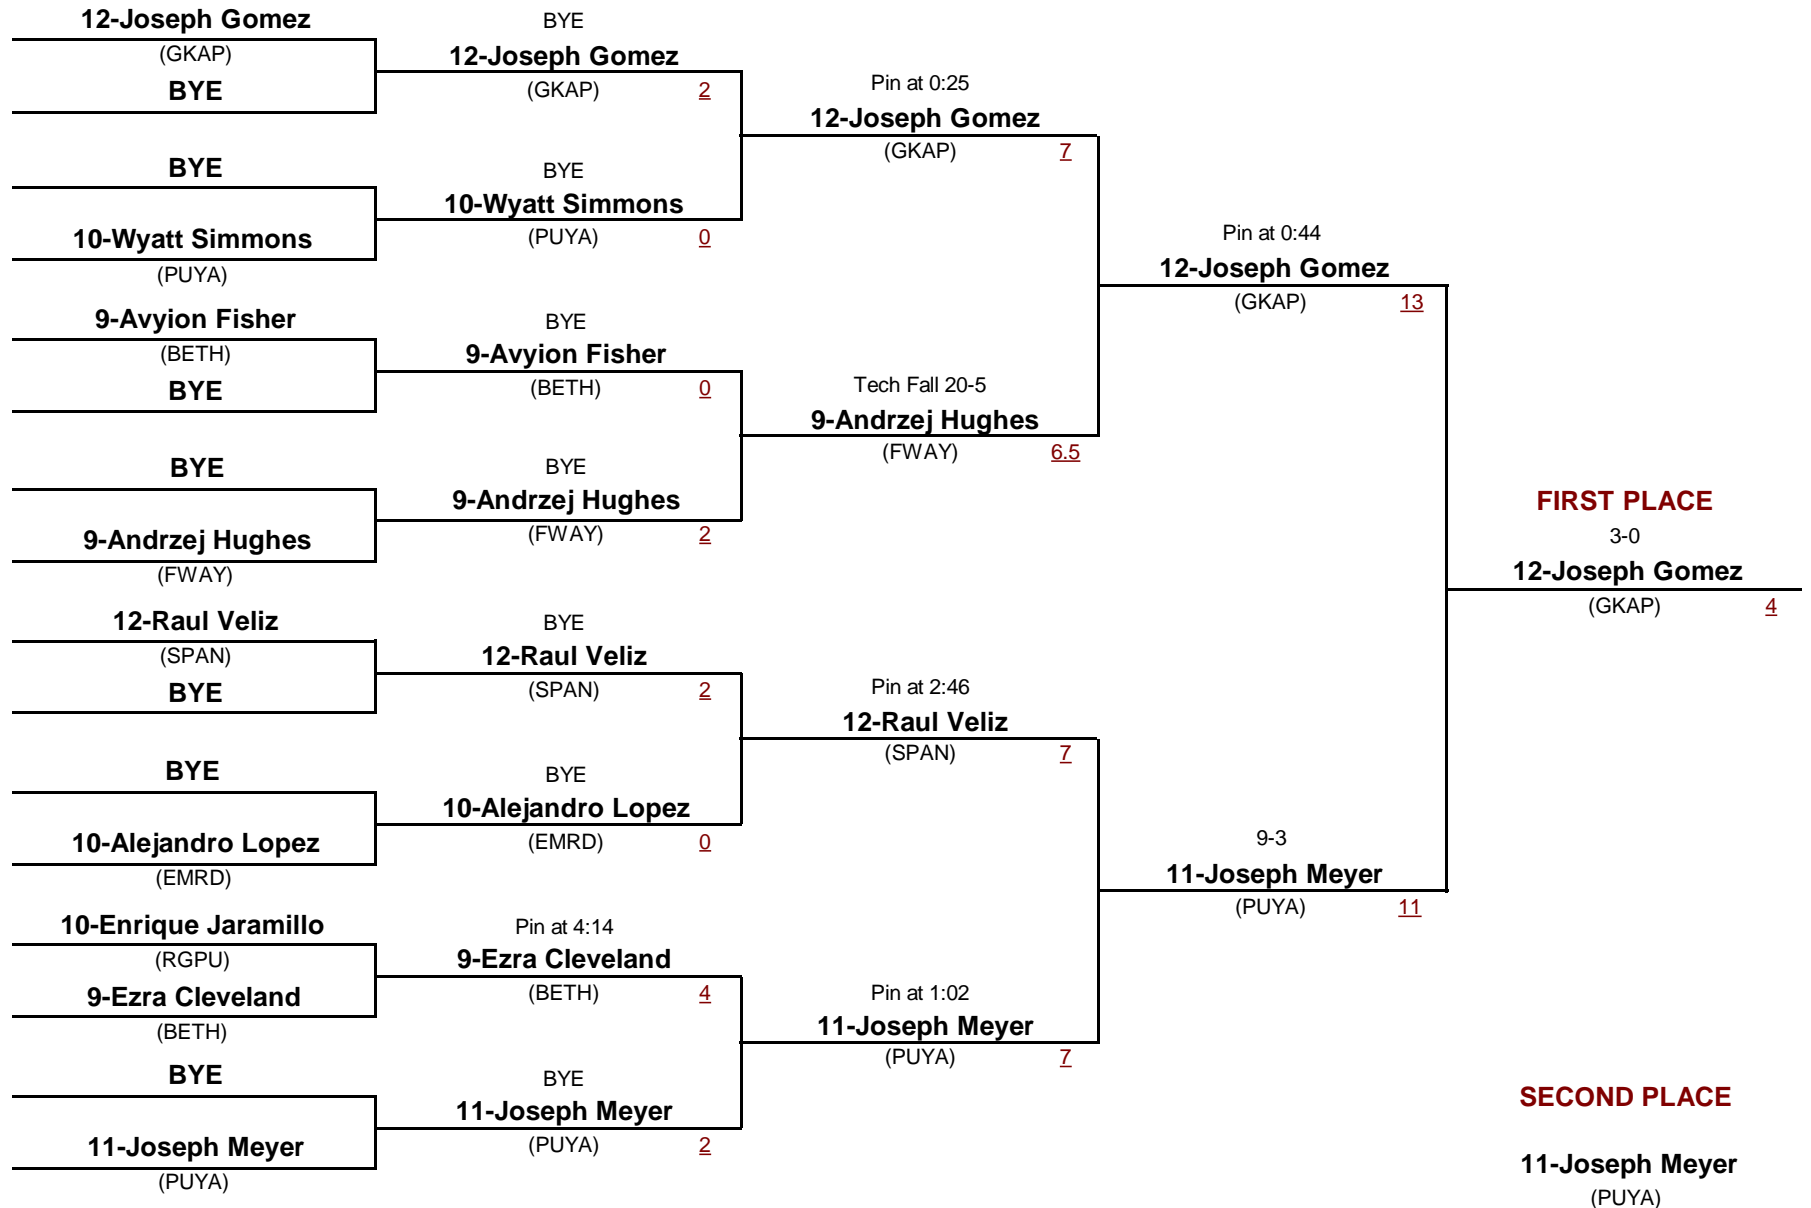 12-Joseph Gomez
(GKAP)
BYE
BYE
10-Wyatt Simmons
(PUYA)
9-Avyion Fisher
(BETH)
BYE
BYE
9-Andrzej Hughes
(FWAY)
12-Raul Veliz
(SPAN)
BYE
BYE
10-Alejandro Lopez
(EMRD)
10-Enrique Jaramillo
(RGPU)
9-Ezra Cleveland
(BETH)
BYE
11-Joseph Meyer
(PUYA)
BYE
12-Joseph Gomez
(GKAP) 2
BYE
10-Wyatt Simmons
(PUYA) 0
BYE
9-Avyion Fisher
(BETH) 0
BYE
9-Andrzej Hughes
(FWAY) 2
BYE
12-Raul Veliz
(SPAN) 2
BYE
10-Alejandro Lopez
(EMRD) 0
Pin at 4:14
9-Ezra Cleveland
(BETH) 4
BYE
11-Joseph Meyer
(PUYA) 2
Pin at 0:25
12-Joseph Gomez
(GKAP) 7
Tech Fall 20-5
9-Andrzej Hughes
(FWAY) 6.5
Pin at 2:46
12-Raul Veliz
(SPAN) 7
Pin at 1:02
11-Joseph Meyer
(PUYA) 7
Pin at 0:44
12-Joseph Gomez
(GKAP) 13
9-3
11-Joseph Meyer
(PUYA) 11
FIRST PLACE
3-0
12-Joseph Gomez
(GKAP) 4
SECOND PLACE
11-Joseph Meyer
(PUYA)